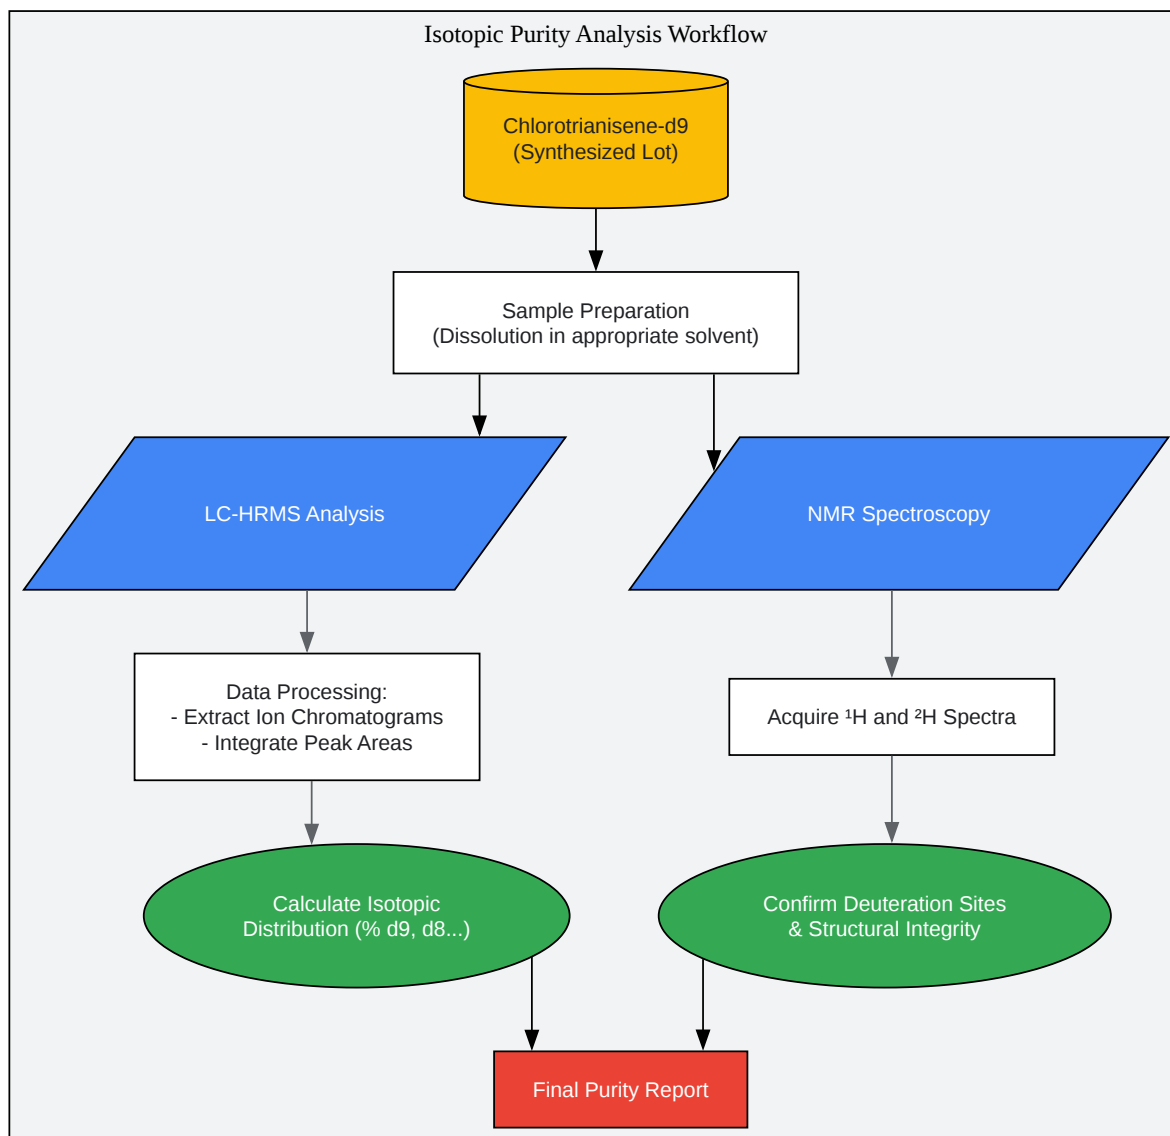 Isotopic Purity Analysis Workflow
Chlorotrianisene-d9
(Synthesized Lot)
Sample Preparation
(Dissolution in appropriate solvent)
LC-HRMS Analysis
NMR Spectroscopy
Data Processing:
- Extract Ion Chromatograms
- Integrate Peak Areas
Acquire ¹H and ²H Spectra
Calculate Isotopic
Distribution (% d9, d8...)
Confirm Deuteration Sites
& Structural Integrity
Final Purity Report